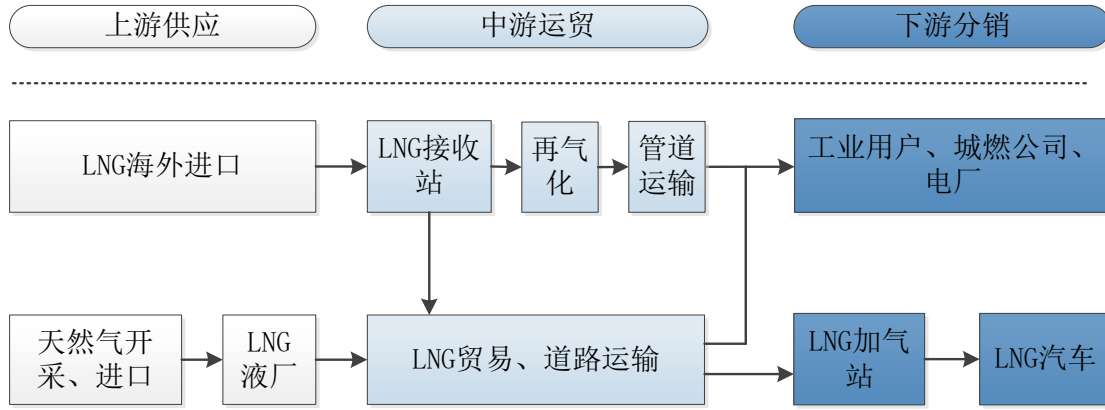 上游供应
中游运贸
下游分销
LNG海外进口
LNG接收
站
再气
化
管道
运输
工业用户、城燃公司、
电厂
天然气开
采、进口
LNG
液厂
LNG贸易、道路运输
LNG加气
站
LNG汽车